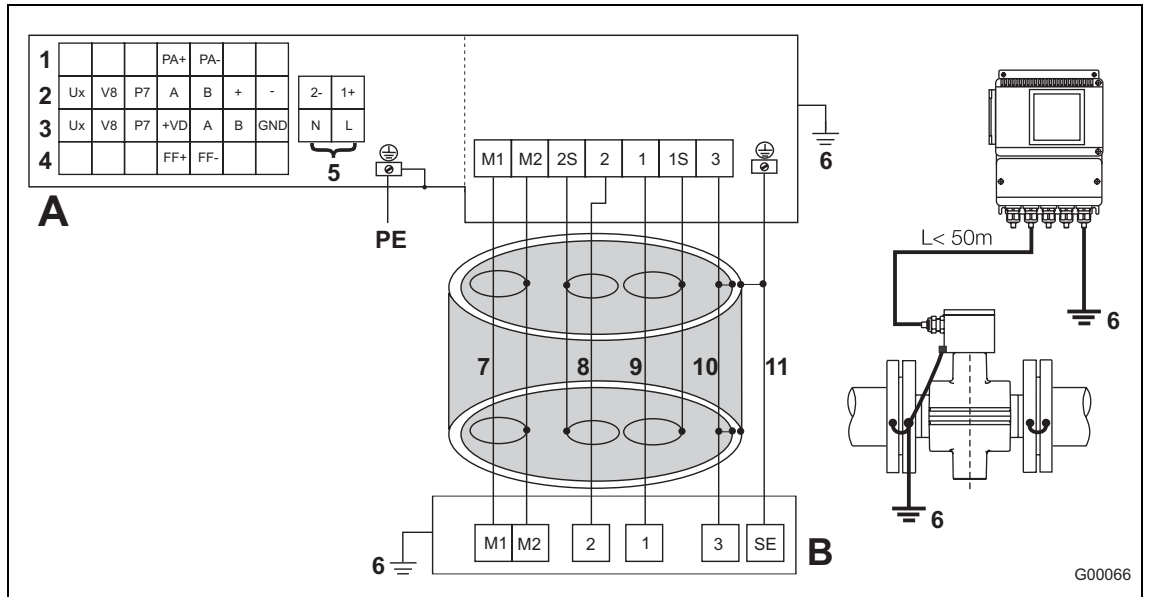 1 PA+ PA-
2 Ux V8 P7 A B + - 2- 1+
3 Ux V8 P7 +VD A B GND N L
4 FF+ FF-
5
A
PE
M1 M2 2S 2 1 1S 3
6
7 8 9 10 11
6
M1 M2 2 1 3 SE
B
L< 50m
6
6
G00066